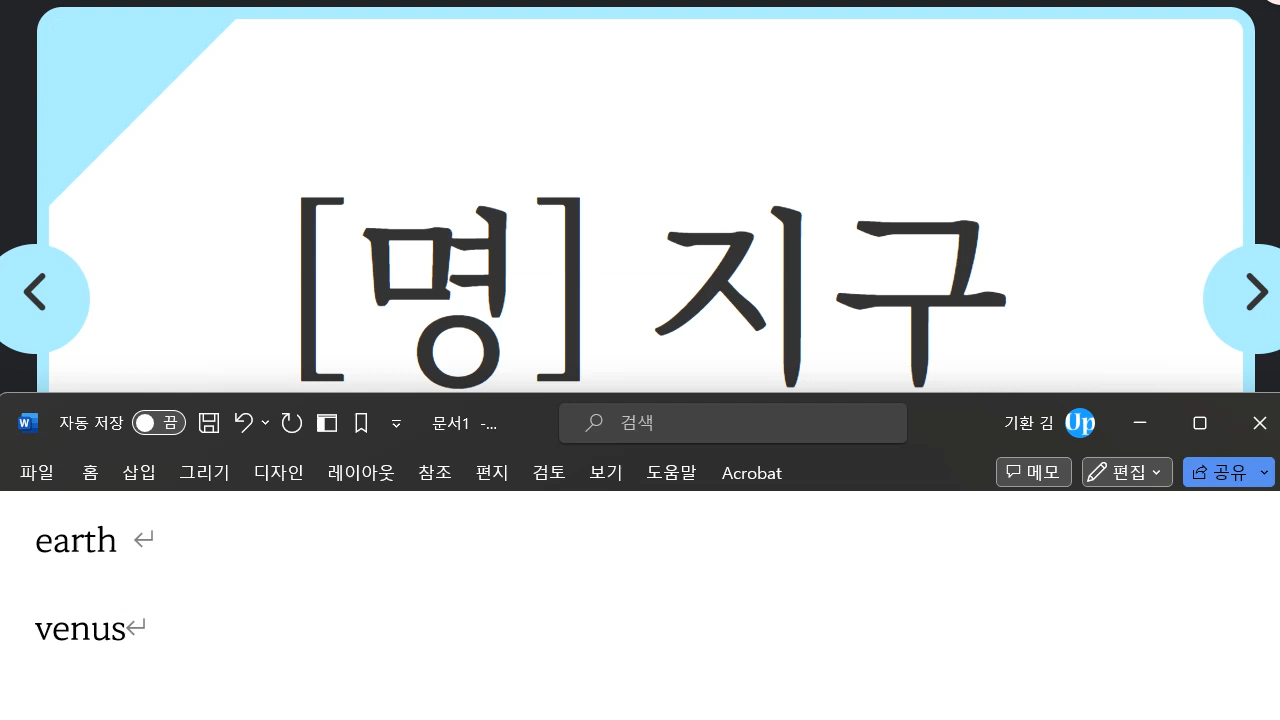 [명] 지구
자동 저장 끔 문서1 -... 검색 기환 김 Up
파일 홈 삽입 그리기 디자인 레이아웃 참조 편지 검토 보기 도움말 Acrobat 메모 편집 공유
earth ↵
venus↵